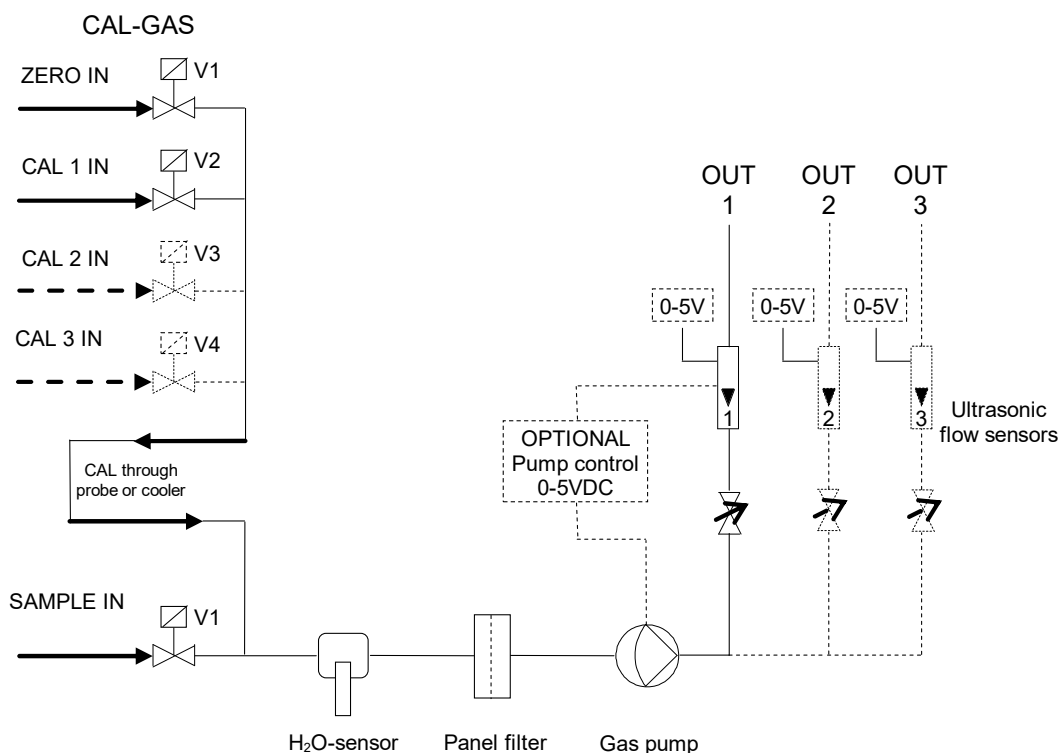 CAL-GAS
ZERO IN
V1
CAL 1 IN
V2
CAL 2 IN
V3
CAL 3 IN
V4
CAL through
probe or cooler
SAMPLE IN
V1
H₂O-sensor
Panel filter
Gas pump
OPTIONAL
Pump control
0-5VDC
OUT
1
OUT
2
OUT
3
0-5V
0-5V
0-5V
1
2
3
Ultrasonic
flow sensors